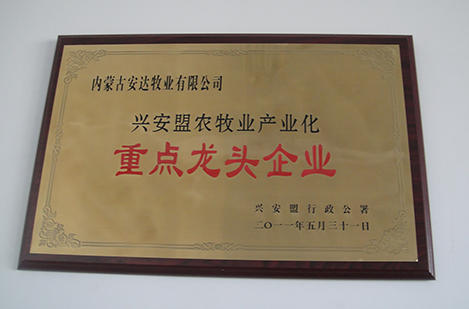 内蒙古安达牧业有限公司
兴安盟农牧业产业化
重点龙头企业
兴安盟行政公署
二〇一一年五月三十一日